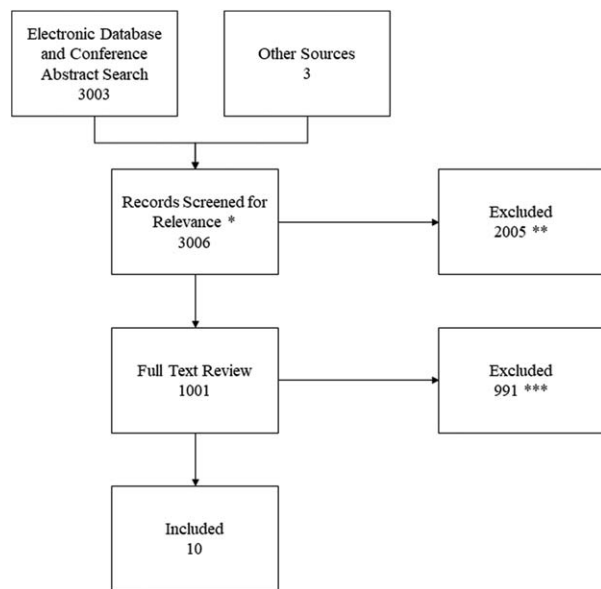 Electronic Database
and Conference
Abstract Search
3003
Other Sources
3
Records Screened for
Relevance *
3006
Excluded
2005 **
Full Text Review
1001
Excluded
991 ***
Included
10